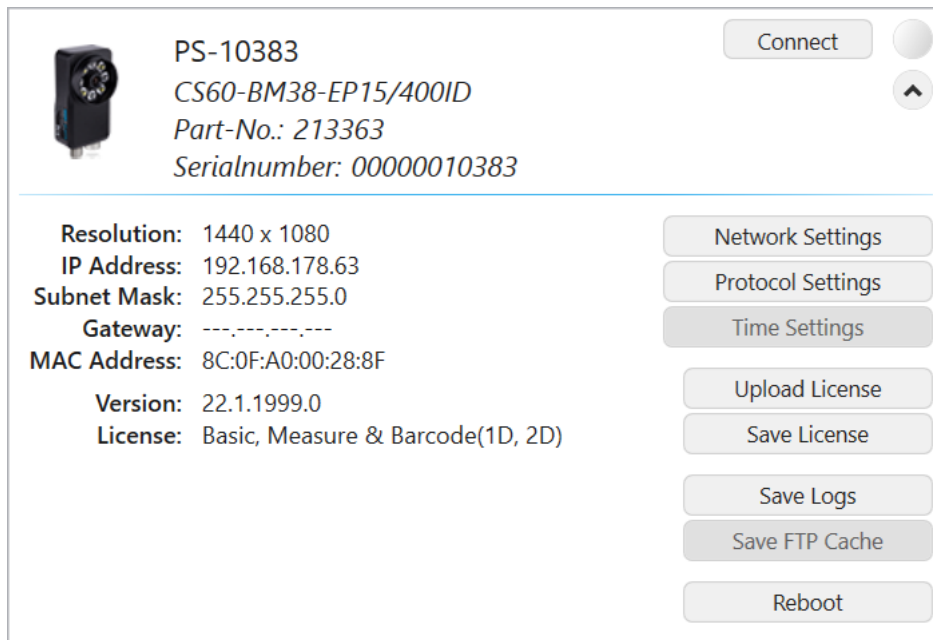 PS-10383
CS60-BM38-EP15/400ID
Part-No.: 213363
Serialnumber: 00000010383
Connect
Resolution: 1440 x 1080
IP Address: 192.168.178.63
Subnet Mask: 255.255.255.0
Gateway: ---.---.---.---
MAC Address: 8C:0F:A0:00:28:8F
Version: 22.1.1999.0
License: Basic, Measure & Barcode(1D, 2D)
Network Settings
Protocol Settings
Time Settings
Upload License
Save License
Save Logs
Save FTP Cache
Reboot